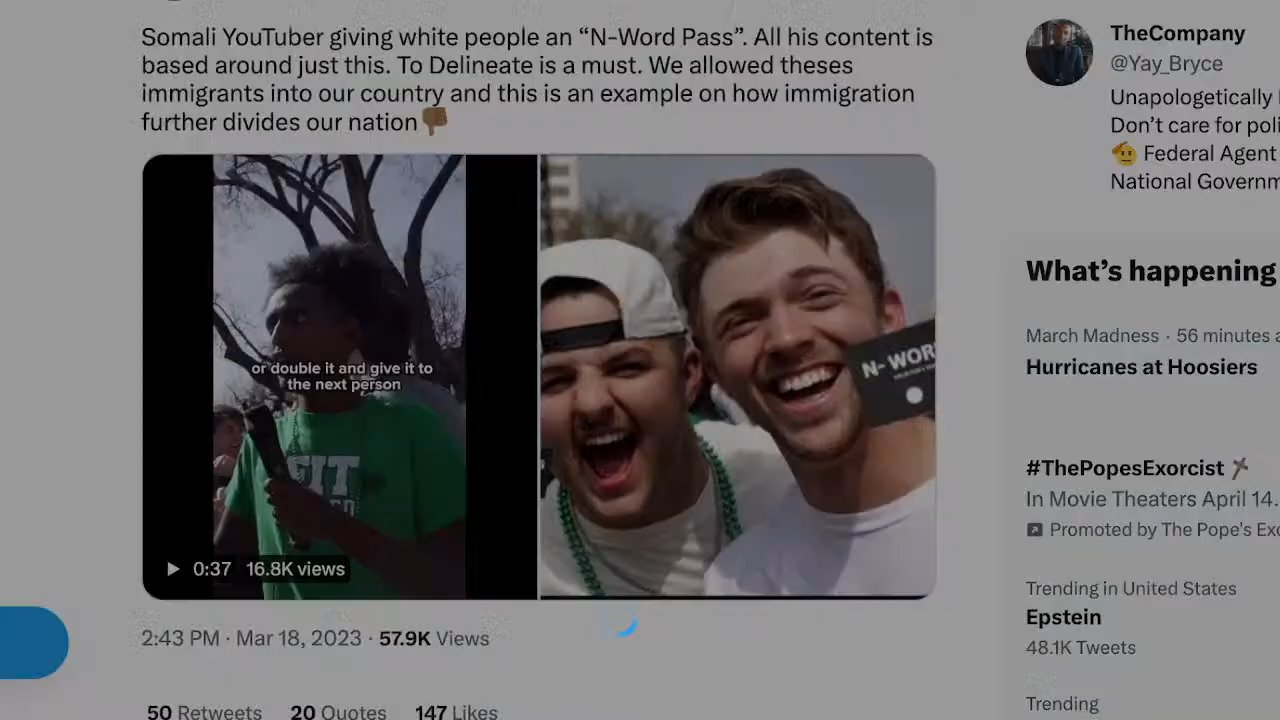 Somali YouTuber giving white people an “N-Word Pass”. All his content is
based around just this. To Delineate is a must. We allowed theses
immigrants into our country and this is an example on how immigration
further divides our nation👎🏾
or double it and give it to
the next person
FIT
N- WOR
0:37 16.8K views
2:43 PM · Mar 18, 2023 · 57.9K Views
50 Retweets 20 Quotes 147 Likes
TheCompany
@Yay_Bryce
Unapologetically
Don’t care for poli
🫡 Federal Agent
National Governm
What’s happening
March Madness · 56 minutes a
Hurricanes at Hoosiers
#ThePopesExorcist
In Movie Theaters April 14.
Promoted by The Pope's Exo
Trending in United States
Epstein
48.1K Tweets
Trending